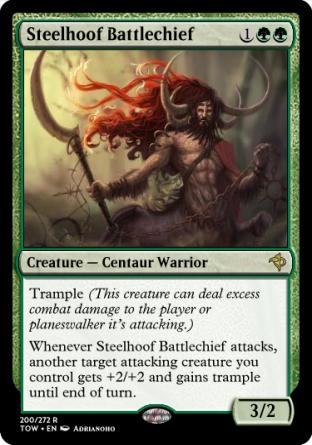 Steelhoof Battlechief 1
Creature — Centaur Warrior
Trample (This creature can deal excess
combat damage to the player or
planeswalker it's attacking.)
Whenever Steelhoof Battlechief attacks,
another target attacking creature you
control gets +2/+2 and gains trample
until end of turn.
3/2
200/272 R
TOW • EN Adrianoho